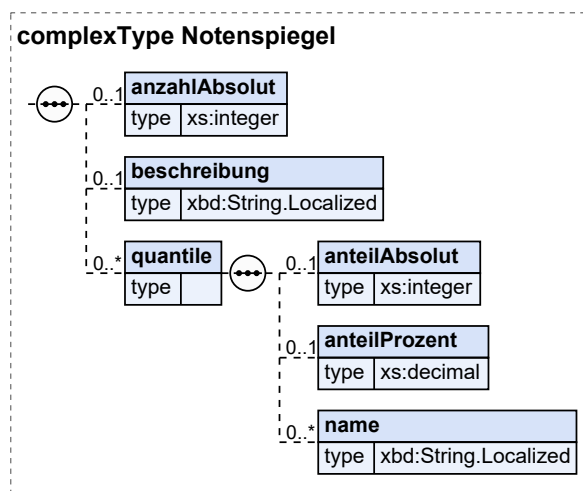 complexType Notenspiegel
0..1 anzahlAbsolut
type xs:integer
0..1 beschreibung
type xbd:String.Localized
0..* quantile 0..1 anteilAbsolut
type type xs:integer
0..1 anteilProzent
type xs:decimal
0..* name
type xbd:String.Localized